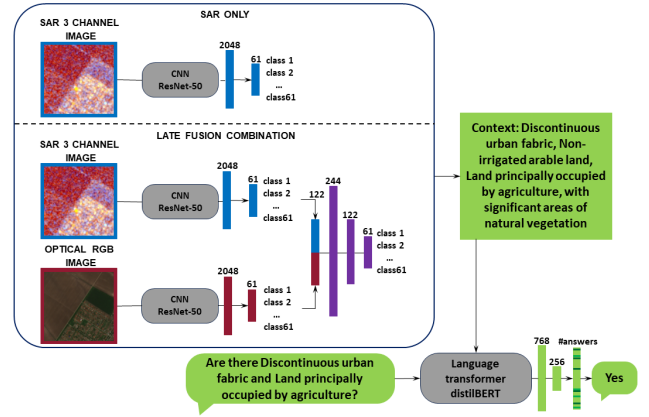 SAR ONLY
SAR 3 CHANNEL
IMAGE
CNN
ResNet-50
2048
61
class 1
class 2
...
class61
LATE FUSION COMBINATION
SAR 3 CHANNEL
IMAGE
CNN
ResNet-50
2048
61
class 1
class 2
...
class61
OPTICAL RGB
IMAGE
CNN
ResNet-50
2048
61
class 1
class 2
...
class61
122
244
122
61
class 1
class 2
...
class61
Context: Discontinuous
urban fabric, Non-
irrigated arable land,
Land principally occupied
by agriculture, with
significant areas of
natural vegetation
Are there Discontinuous urban
fabric and Land principally
occupied by agriculture?
Language
transformer
distilBERT
768
256
#answers
Yes